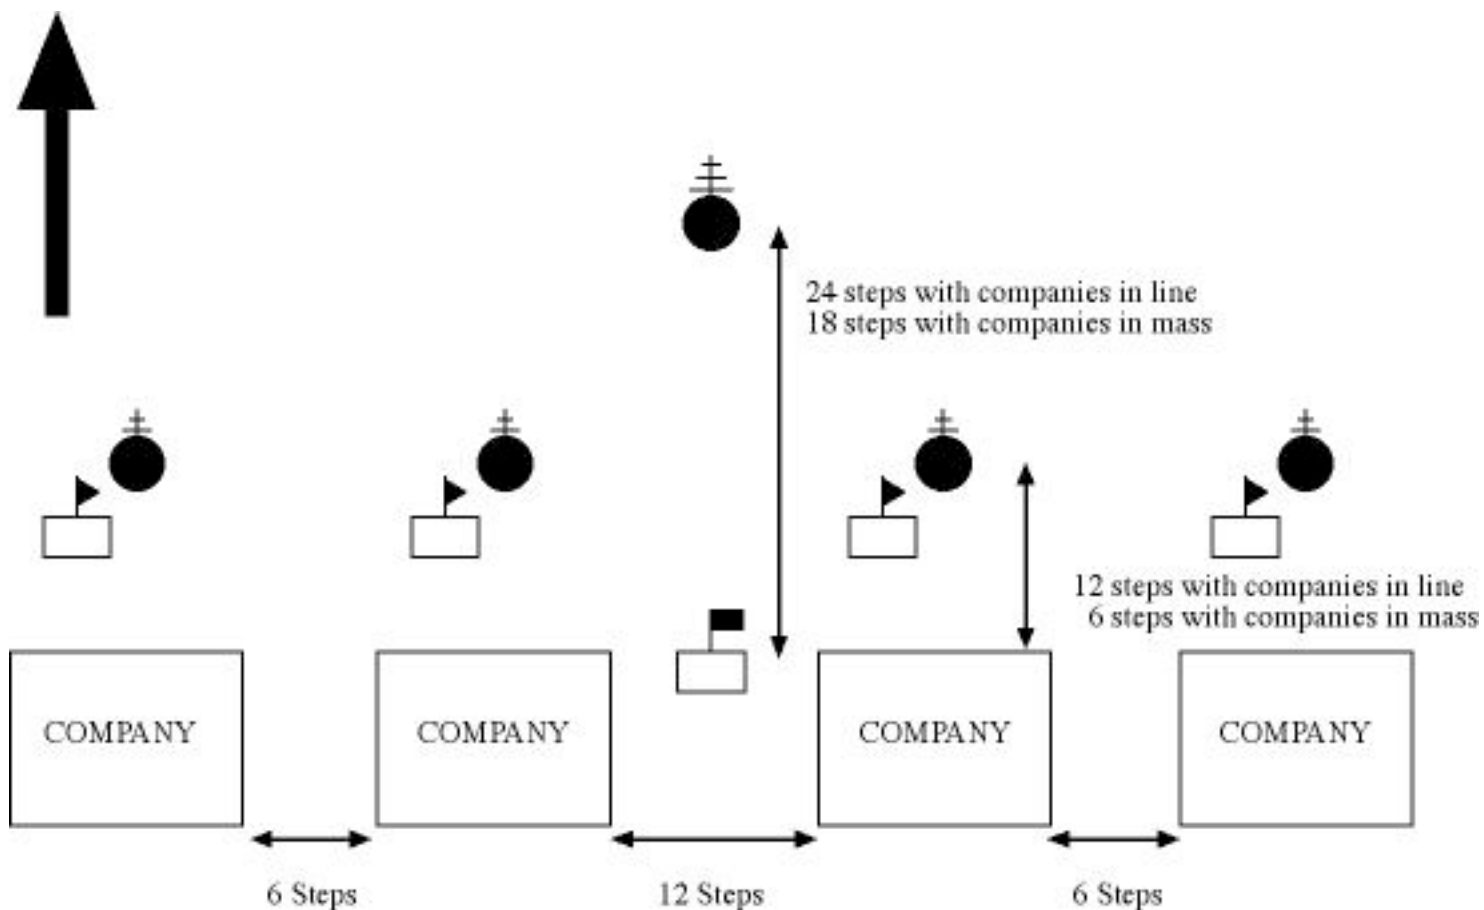 24 steps with companies in line
18 steps with companies in mass
12 steps with companies in line
6 steps with companies in mass
COMPANY
COMPANY
COMPANY
COMPANY
6 Steps
12 Steps
6 Steps